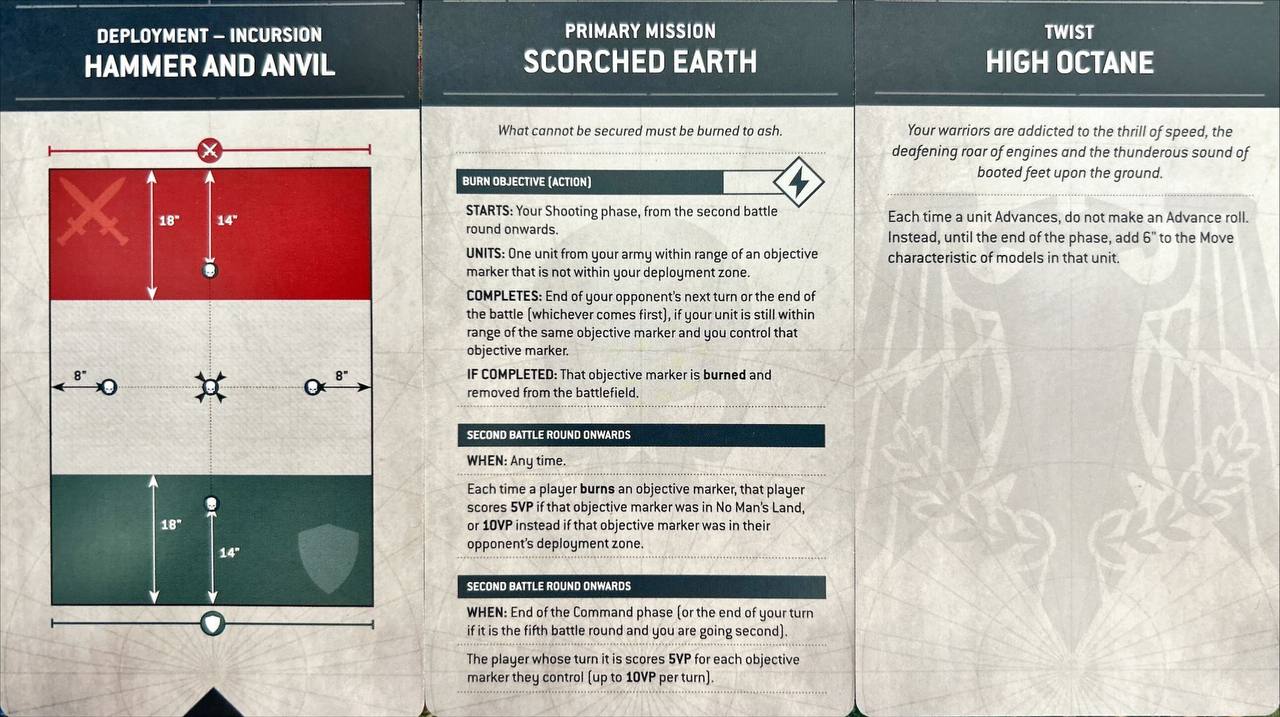 DEPLOYMENT – INCURSION
HAMMER AND ANVIL
18"
14"
8"
8"
18"
14"
PRIMARY MISSION
SCORCHED EARTH
What cannot be secured must be burned to ash.
BURN OBJECTIVE (ACTION)
STARTS: Your Shooting phase, from the second battle
round onwards.
UNITS: One unit from your army within range of an objective
marker that is not within your deployment zone.
COMPLETES: End of your opponent's next turn or the end of
the battle (whichever comes first), if your unit is still within
range of the same objective marker and you control that
objective marker.
IF COMPLETED: That objective marker is burned and
removed from the battlefield.
SECOND BATTLE ROUND ONWARDS
WHEN: Any time.
Each time a player burns an objective marker, that player
scores 5VP if that objective marker was in No Man's Land,
or 10VP instead if that objective marker was in their
opponent's deployment zone.
SECOND BATTLE ROUND ONWARDS
WHEN: End of the Command phase (or the end of your turn
if it is the fifth battle round and you are going second).
The player whose turn it is scores 5VP for each objective
marker they control (up to 10VP per turn).
TWIST
HIGH OCTANE
Your warriors are addicted to the thrill of speed, the
deafening roar of engines and the thunderous sound of
booted feet upon the ground.
Each time a unit Advances, do not make an Advance roll.
Instead, until the end of the phase, add 6" to the Move
characteristic of models in that unit.